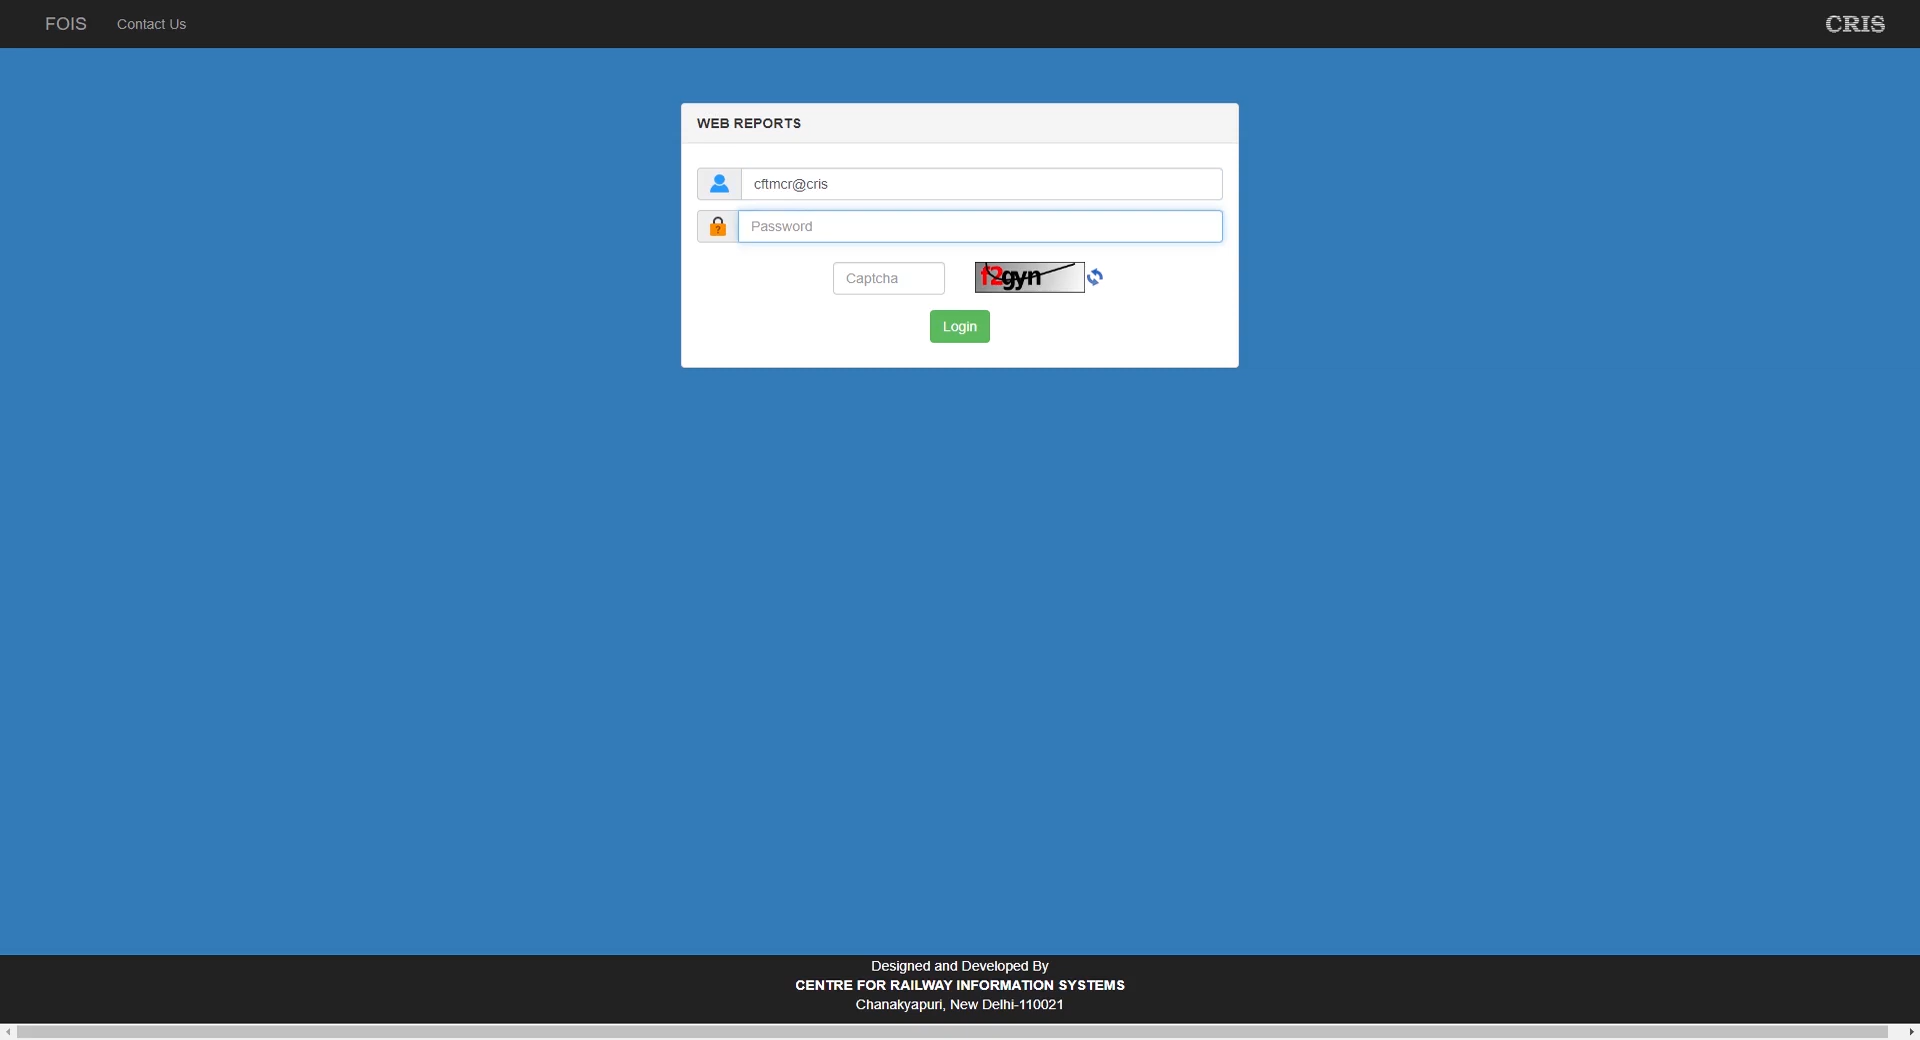 FOIS Contact Us CRIS
WEB REPORTS
cftmcr@cris
Password
Captcha f2gyn
Login
Designed and Developed By
CENTRE FOR RAILWAY INFORMATION SYSTEMS
Chanakyapuri, New Delhi-110021